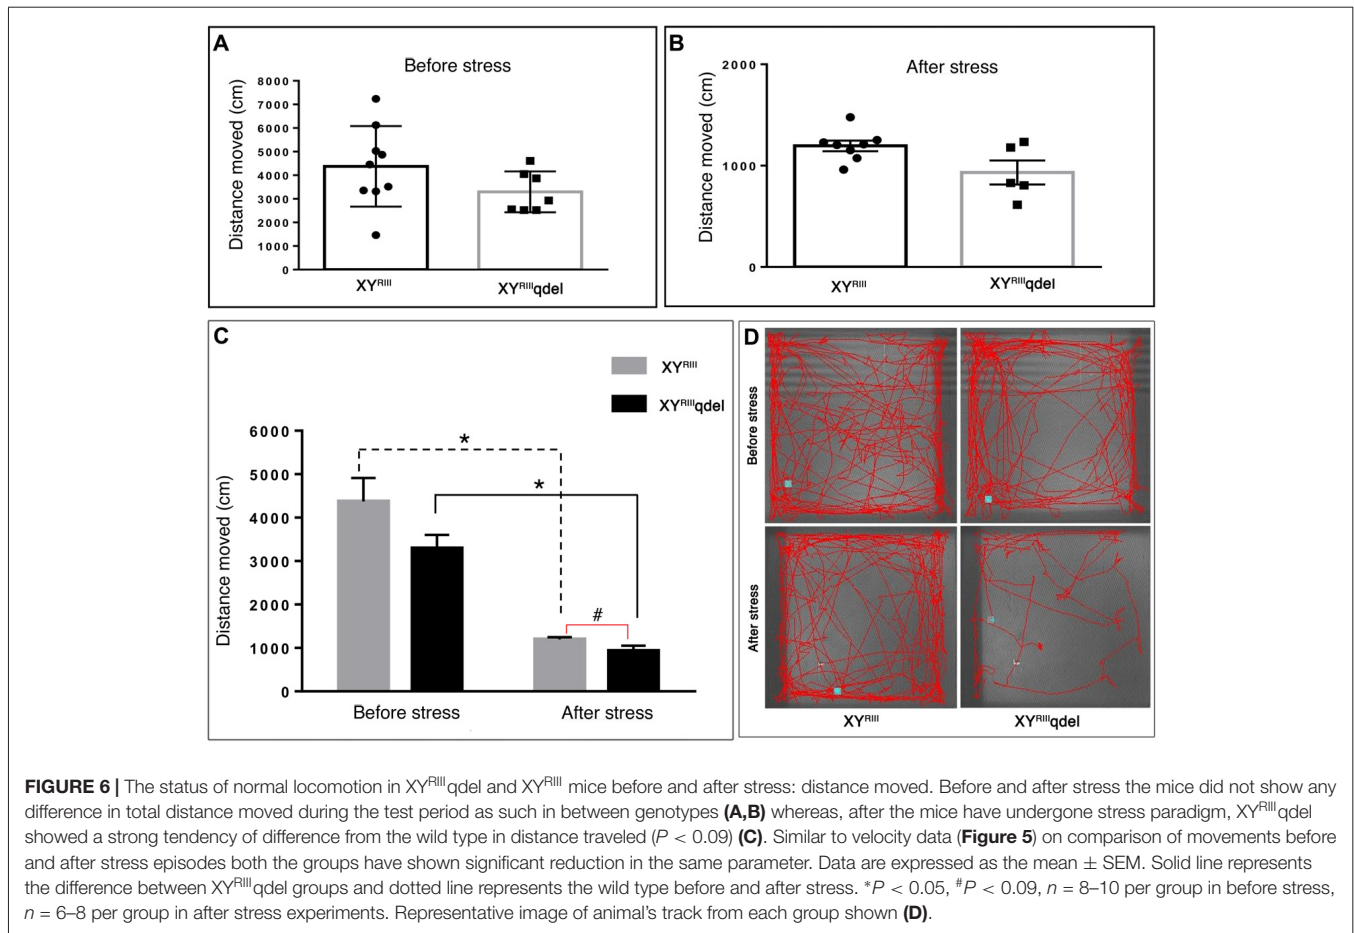 A
Before stress
Distance moved (cm)
8000
7000
6000
5000
4000
3000
2000
1000
0
XYRIII
XYRIIIqdel
B
After stress
Distance moved (cm)
2000
1000
0
XYRIII
XYRIIIqdel
C
XYRIII
XYRIIIqdel
Distance moved (cm)
6000
5000
4000
3000
2000
1000
0
*
*
#
Before stress
After stress
D
Before stress
After stress
XYRIII
XYRIIIqdel
FIGURE 6 | The status of normal locomotion in XYRIIIqdel and XYRIII mice before and after stress: distance moved. Before and after stress the mice did not show any
difference in total distance moved during the test period as such in between genotypes (A,B) whereas, after the mice have undergone stress paradigm, XYRIIIqdel
showed a strong tendency of difference from the wild type in distance traveled (P < 0.09) (C). Similar to velocity data (Figure 5) on comparison of movements before
and after stress episodes both the groups have shown significant reduction in the same parameter. Data are expressed as the mean ± SEM. Solid line represents
the difference between XYRIIIqdel groups and dotted line represents the wild type before and after stress. *P < 0.05, #P < 0.09, n = 8–10 per group in before stress,
n = 6–8 per group in after stress experiments. Representative image of animal's track from each group shown (D).